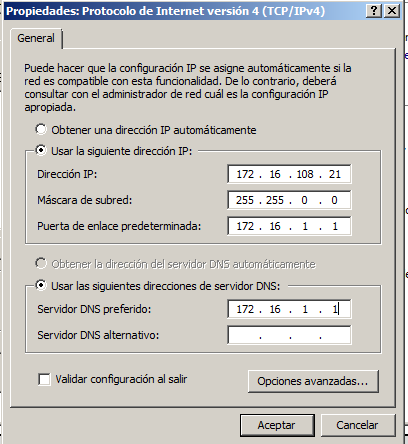 Propiedades: Protocolo de Internet versión 4 (TCP/IPv4)
General
Puede hacer que la configuración IP se asigne automáticamente si la
red es compatible con esta funcionalidad. De lo contrario, deberá
consultar con el administrador de red cuál es la configuración IP
apropiada.
Obtener una dirección IP automáticamente
Usar la siguiente dirección IP:
Dirección IP: 172 . 16 . 108 . 21
Máscara de subred: 255 . 255 . 0 . 0
Puerta de enlace predeterminada: 172 . 16 . 1 . 1
Obtener la dirección del servidor DNS automáticamente
Usar las siguientes direcciones de servidor DNS:
Servidor DNS preferido: 172 . 16 . 1 . 1
Servidor DNS alternativo: . . .
Validar configuración al salir
Opciones avanzadas...
Aceptar
Cancelar